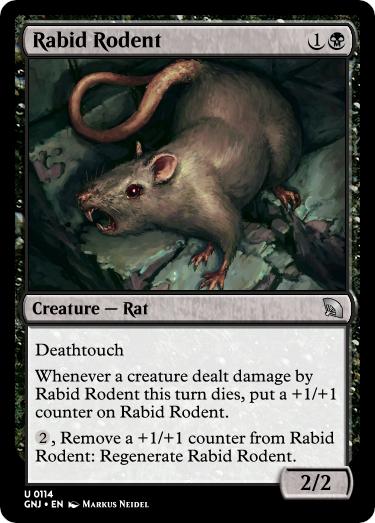 Rabid Rodent 1
Creature — Rat
Deathtouch
Whenever a creature dealt damage by
Rabid Rodent this turn dies, put a +1/+1
counter on Rabid Rodent.
2, Remove a +1/+1 counter from Rabid
Rodent: Regenerate Rabid Rodent.
2/2
U 0114
GNJ • EN Markus Neidel